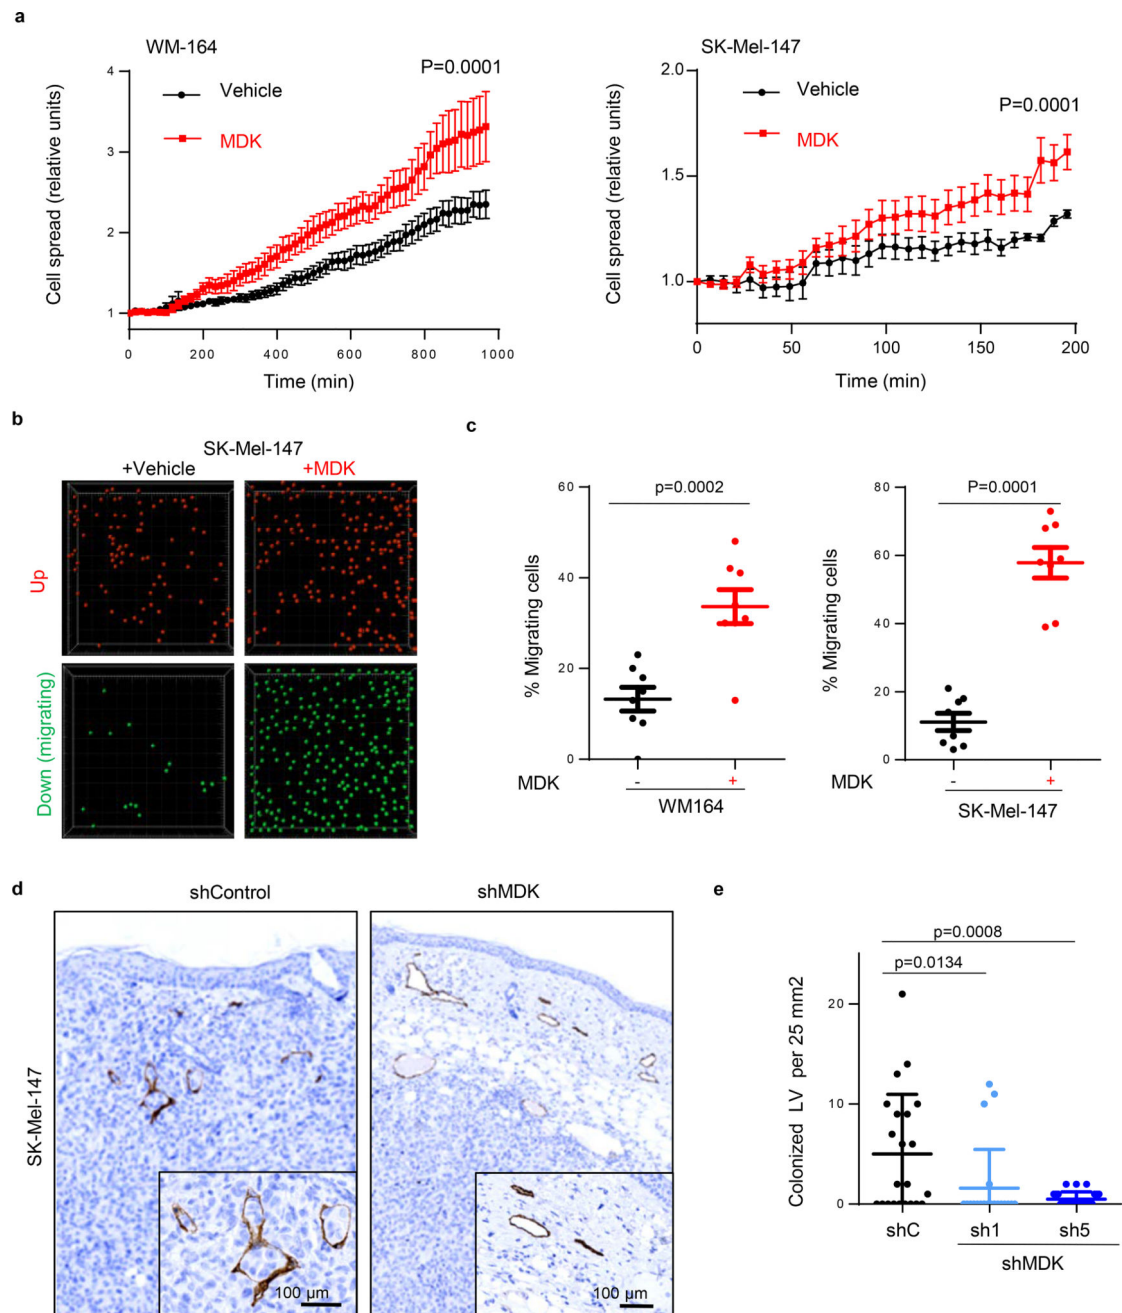 a
WM-164
P=0.0001
Vehicle
MDK
Cell spread (relative units)
4
3
2
1
0
200
400
600
800
1000
Time (min)
SK-Mel-147
P=0.0001
Vehicle
MDK
Cell spread (relative units)
2.0
1.5
1.0
0
50
100
150
200
Time (min)
b
SK-Mel-147
+Vehicle
+MDK
Up
Down (migrating)
c
p=0.0002
% Migrating cells
60
40
20
0
MDK
-
+
WM164
P=0.0001
% Migrating cells
80
60
40
20
0
MDK
-
+
SK-Mel-147
d
shControl
shMDK
SK-Mel-147
100 µm
100 µm
e
p=0.0008
p=0.0134
Colonized LV per 25 mm2
20
10
0
shC
sh1
sh5
shMDK